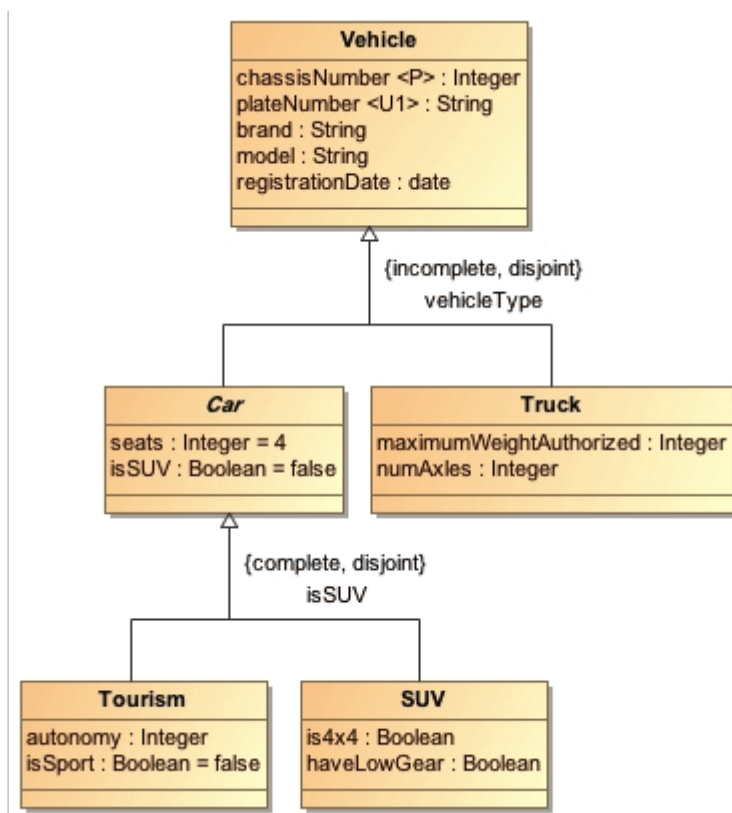 Vehicle
chassisNumber <P> : Integer
plateNumber <U1> : String
brand : String
model : String
registrationDate : date
{incomplete, disjoint}
vehicleType
Car
seats : Integer = 4
isSUV : Boolean = false
Truck
maximumWeightAuthorized : Integer
numAxles : Integer
{complete, disjoint}
isSUV
Tourism
autonomy : Integer
isSport : Boolean = false
SUV
is4x4 : Boolean
haveLowGear : Boolean